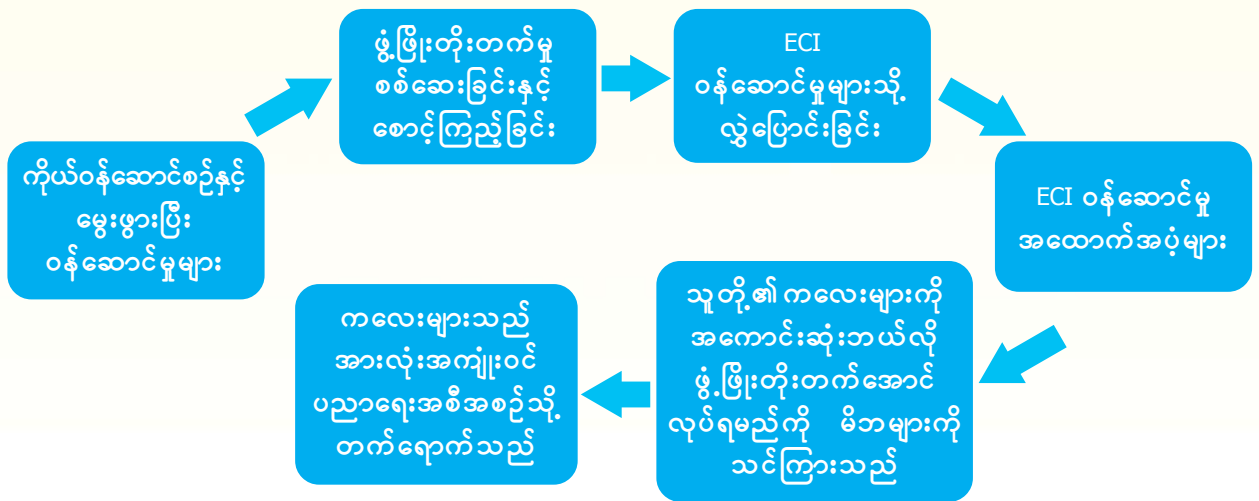 ကိုယ်ဝန်ဆောင်စဉ်နှင့်
မွေးဖွားပြီး
ဝန်ဆောင်မှုများ
ဖွံ့ဖြိုးတိုးတက်မှု
စစ်ဆေးခြင်းနှင့်
စောင့်ကြည့်ခြင်း
ECI
ဝန်ဆောင်မှုများသို့
လွှဲပြောင်းခြင်း
ECI ဝန်ဆောင်မှု
အထောက်အပံ့များ
သူတို့၏ ကလေးများကို
အကောင်းဆုံးဘယ်လို
ဖွံ့ဖြိုးတိုးတက်အောင်
လုပ်ရမည်ကို မိဘများကို
သင်ကြားသည်
ကလေးများသည်
အားလုံးအကျုံးဝင်
ပညာရေးအစီအစဉ်သို့
တက်ရောက်သည်